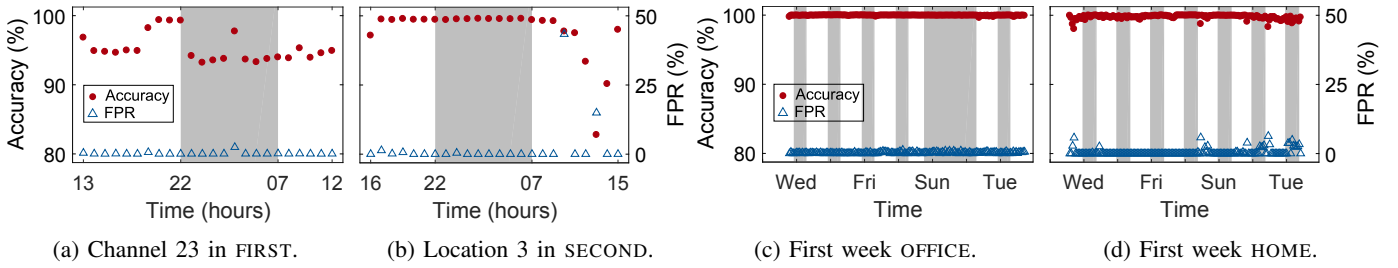 100
95
90
85
80
Accuracy (%)
Accuracy
FPR
13
22
07
12
Time (hours)
(a) Channel 23 in FIRST.
50
25
0
FPR (%)
16
22
07
15
Time (hours)
(b) Location 3 in SECOND.
100
90
80
Accuracy (%)
Accuracy
FPR
Wed
Fri
Sun
Tue
Time
(c) First week OFFICE.
50
25
0
FPR (%)
Wed
Fri
Sun
Tue
Time
(d) First week HOME.